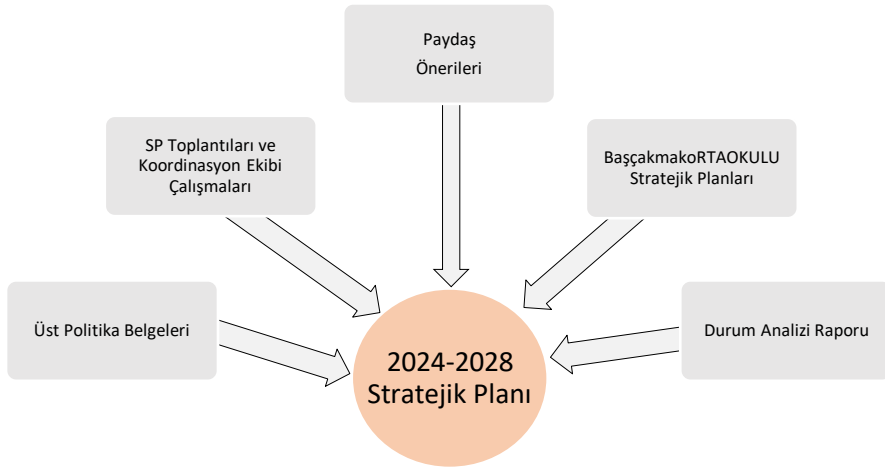 Paydaş
Önerileri
SP Toplantıları ve
Koordinasyon Ekibi
Çalışmaları
BaşçakmakoRTAOKULU
Stratejik Planları
Üst Politika Belgeleri
Durum Analizi Raporu
2024-2028
Stratejik Planı